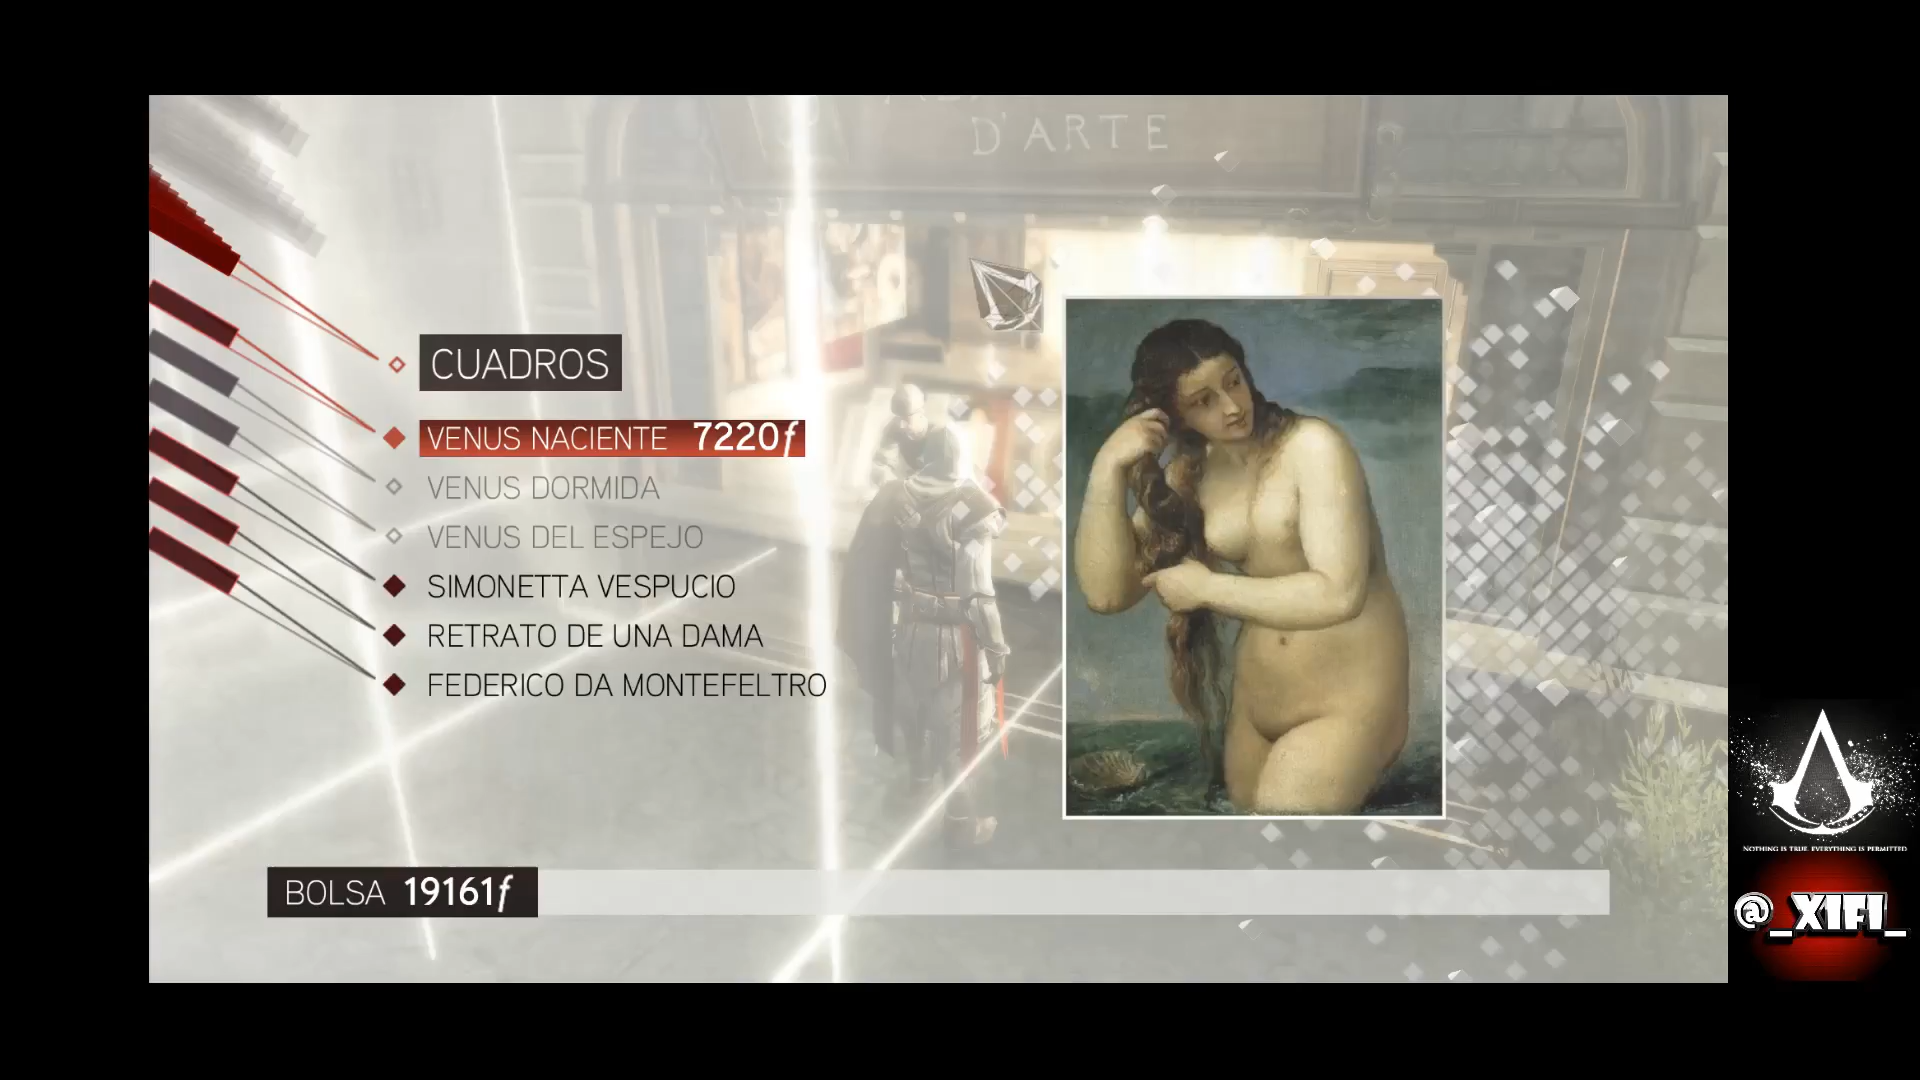 D'ARTE
CUADROS
VENUS NACIENTE 7220f
VENUS DORMIDA
VENUS DEL ESPEJO
SIMONETTA VESPUCIO
RETRATO DE UNA DAMA
FEDERICO DA MONTEFELTRO
BOLSA 19161f
NOTHING IS TRUE. EVERYTHING IS PERMITTED
@_X1F1_